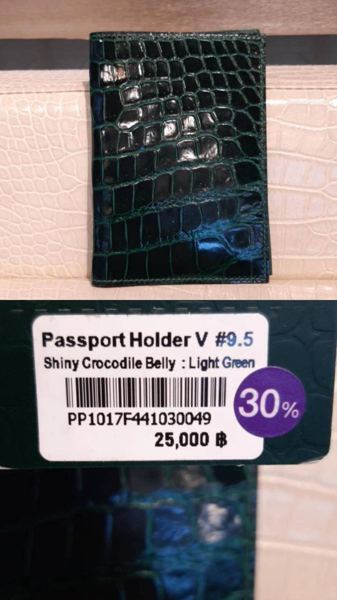 Passport Holder V #9.5
Shiny Crocodile Belly : Light Green
30%
PP1017F441030049
25,000 ฿